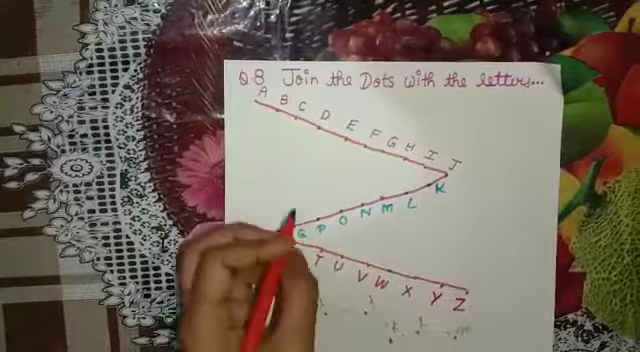 Q8 Join the Dots with the letters...
A B C D E F G H I J
Q P O N M L K
T U V W X Y Z